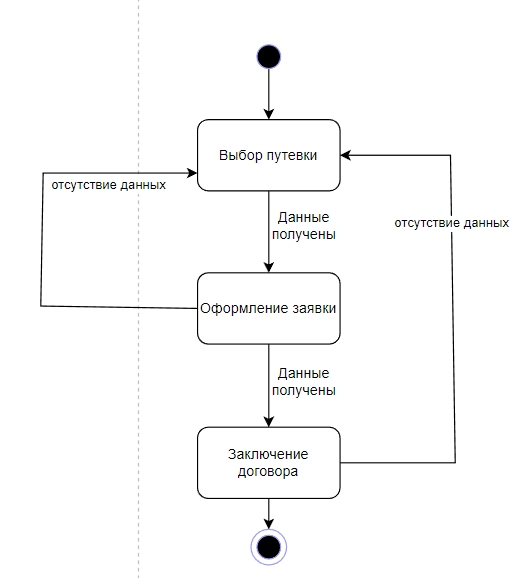 Выбор путевки
отсутствие данных
Данные
получены
отсутствие данных
Оформление заявки
Данные
получены
Заключение
договора